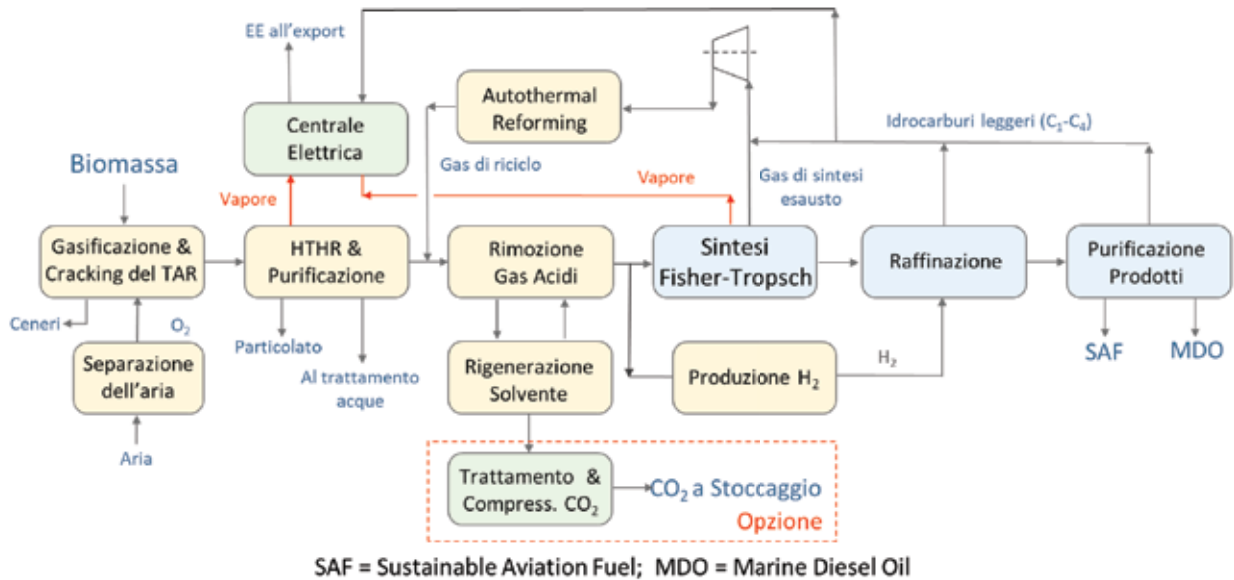 EE all’export
Centrale
Elettrica
Autothermal
Reforming
Idrocarburi leggeri (C₁-C₄)
Biomassa
Vapore
Gas di riciclo
Vapore
Gas di sintesi
esausto
Gasificazione &
Cracking del TAR
HTHR &
Purificazione
Rimozione
Gas Acidi
Sintesi
Fisher-Tropsch
Raffinazione
Purificazione
Prodotti
Ceneri
O₂
Particolato
Al trattamento
acque
SAF
MDO
Separazione
dell’aria
Rigenerazione
Solvente
Produzione H₂
H₂
Aria
Trattamento &
Compress. CO₂
CO₂ a Stoccaggio
Opzione
SAF = Sustainable Aviation Fuel; MDO = Marine Diesel Oil